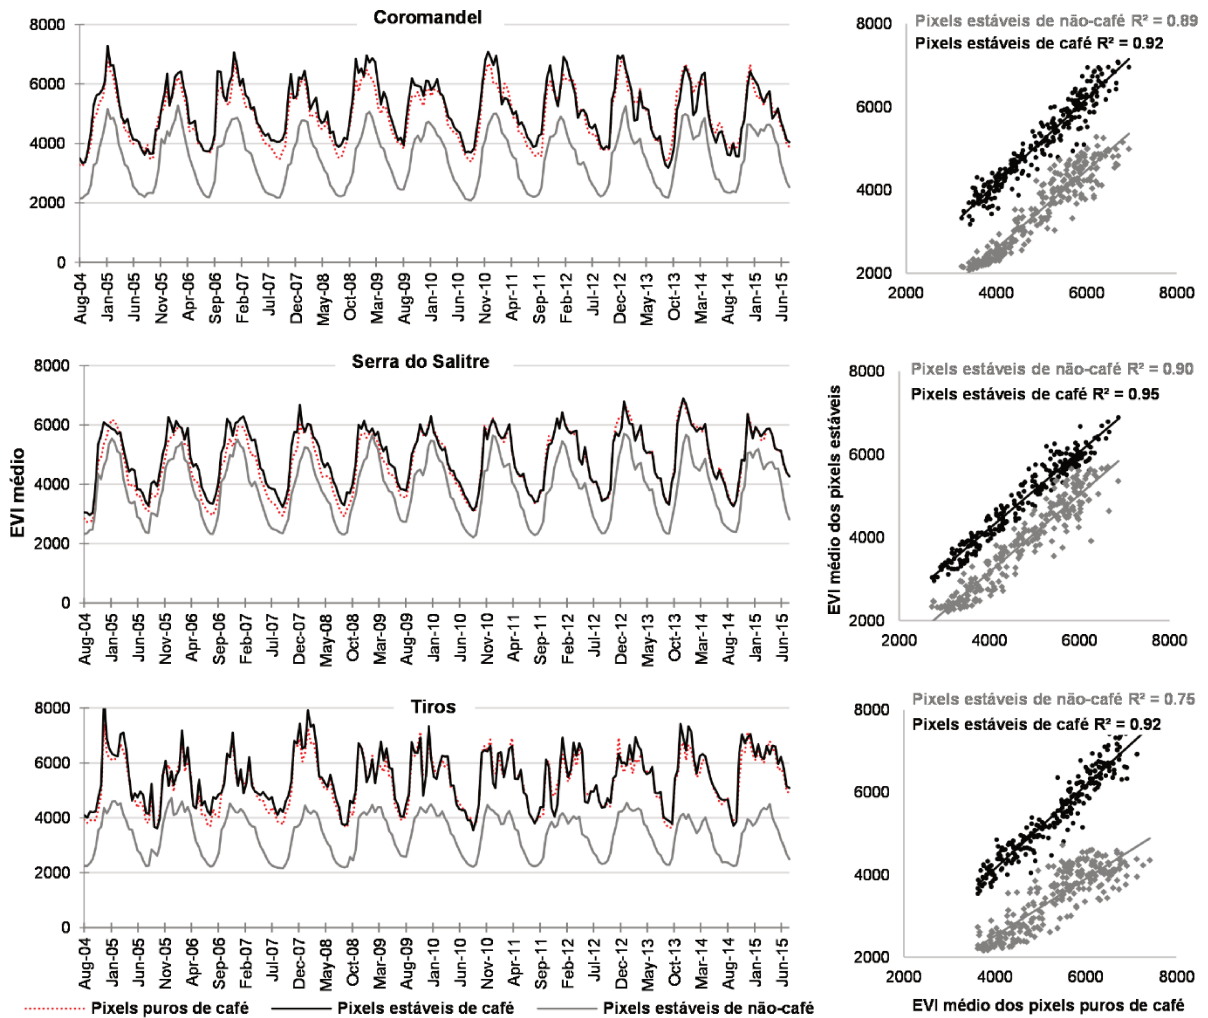 Coromandel
8000
6000
4000
2000
0
Aug-04 Jan-05 Jun-05 Nov-05 Apr-06 Sep-06 Feb-07 Jul-07 Dec-07 May-08 Oct-08 Mar-09 Aug-09 Jan-10 Jun-10 Nov-10 Apr-11 Sep-11 Feb-12 Jul-12 Dec-12 May-13 Oct-13 Mar-14 Aug-14 Jan-15 Jun-15
Pixels estáveis de não-café R² = 0.89
Pixels estáveis de café R² = 0.92
8000
6000
4000
2000
2000 4000 6000 8000
Serra do Salitre
EVI médio
8000
6000
4000
2000
0
Aug-04 Jan-05 Jun-05 Nov-05 Apr-06 Sep-06 Feb-07 Jul-07 Dec-07 May-08 Oct-08 Mar-09 Aug-09 Jan-10 Jun-10 Nov-10 Apr-11 Sep-11 Feb-12 Jul-12 Dec-12 May-13 Oct-13 Mar-14 Aug-14 Jan-15 Jun-15
Pixels estáveis de não-café R² = 0.90
Pixels estáveis de café R² = 0.95
EVI médio dos pixels estáveis
8000
6000
4000
2000
2000 4000 6000 8000
Tiros
8000
6000
4000
2000
0
Aug-04 Jan-05 Jun-05 Nov-05 Apr-06 Sep-06 Feb-07 Jul-07 Dec-07 May-08 Oct-08 Mar-09 Aug-09 Jan-10 Jun-10 Nov-10 Apr-11 Sep-11 Feb-12 Jul-12 Dec-12 May-13 Oct-13 Mar-14 Aug-14 Jan-15 Jun-15
Pixels estáveis de não-café R² = 0.75
Pixels estáveis de café R² = 0.92
8000
6000
4000
2000
2000 4000 6000 8000
EVI médio dos pixels puros de café
Pixels puros de café
Pixels estáveis de café
Pixels estáveis de não-café